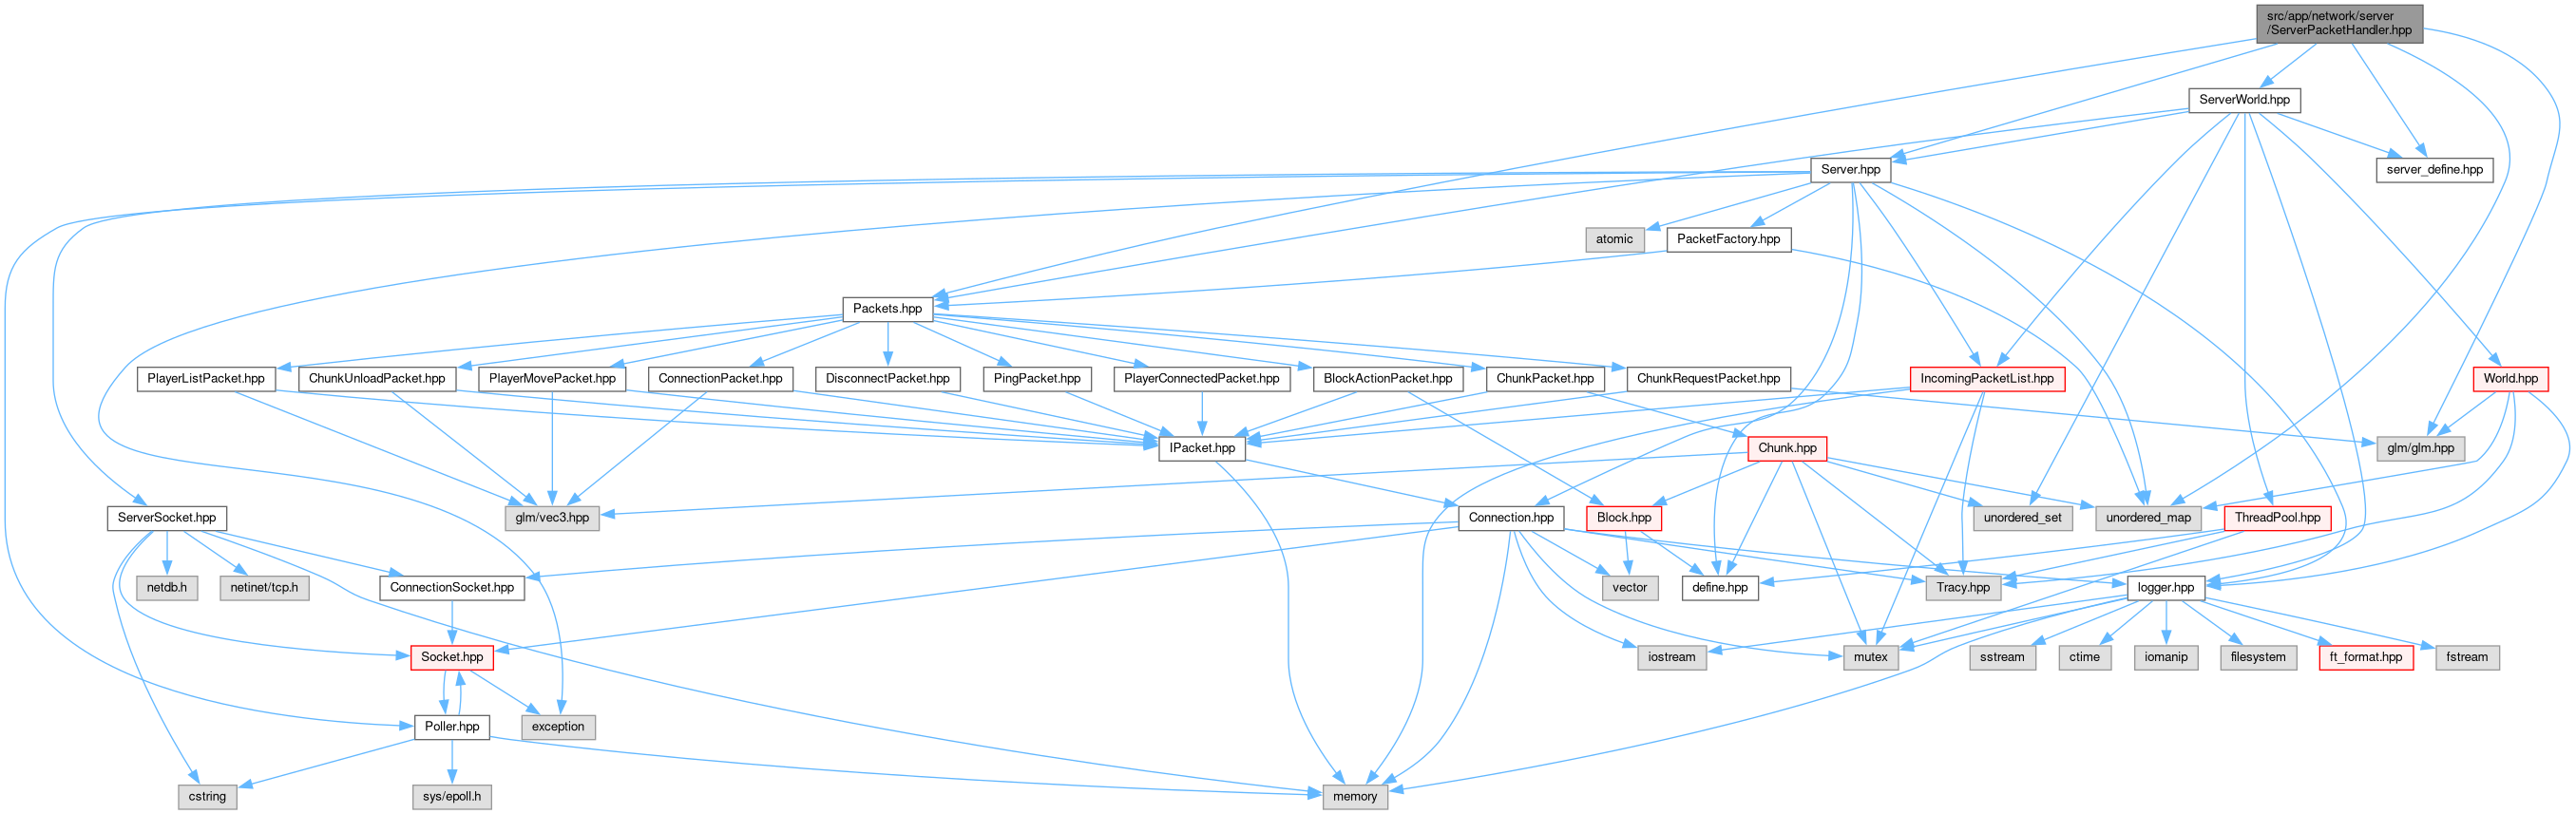 src/app/network/server
/ServerPacketHandler.hpp
ServerWorld.hpp
Server.hpp
server_define.hpp
atomic
PacketFactory.hpp
Packets.hpp
PlayerListPacket.hpp
ChunkUnloadPacket.hpp
PlayerMovePacket.hpp
ConnectionPacket.hpp
DisconnectPacket.hpp
PingPacket.hpp
PlayerConnectedPacket.hpp
BlockActionPacket.hpp
ChunkPacket.hpp
ChunkRequestPacket.hpp
IncomingPacketList.hpp
World.hpp
IPacket.hpp
Chunk.hpp
glm/glm.hpp
ServerSocket.hpp
glm/vec3.hpp
Connection.hpp
Block.hpp
unordered_set
unordered_map
ThreadPool.hpp
netdb.h
netinet/tcp.h
ConnectionSocket.hpp
vector
define.hpp
Tracy.hpp
logger.hpp
Socket.hpp
iostream
mutex
sstream
ctime
iomanip
filesystem
ft_format.hpp
fstream
Poller.hpp
exception
cstring
sys/epoll.h
memory